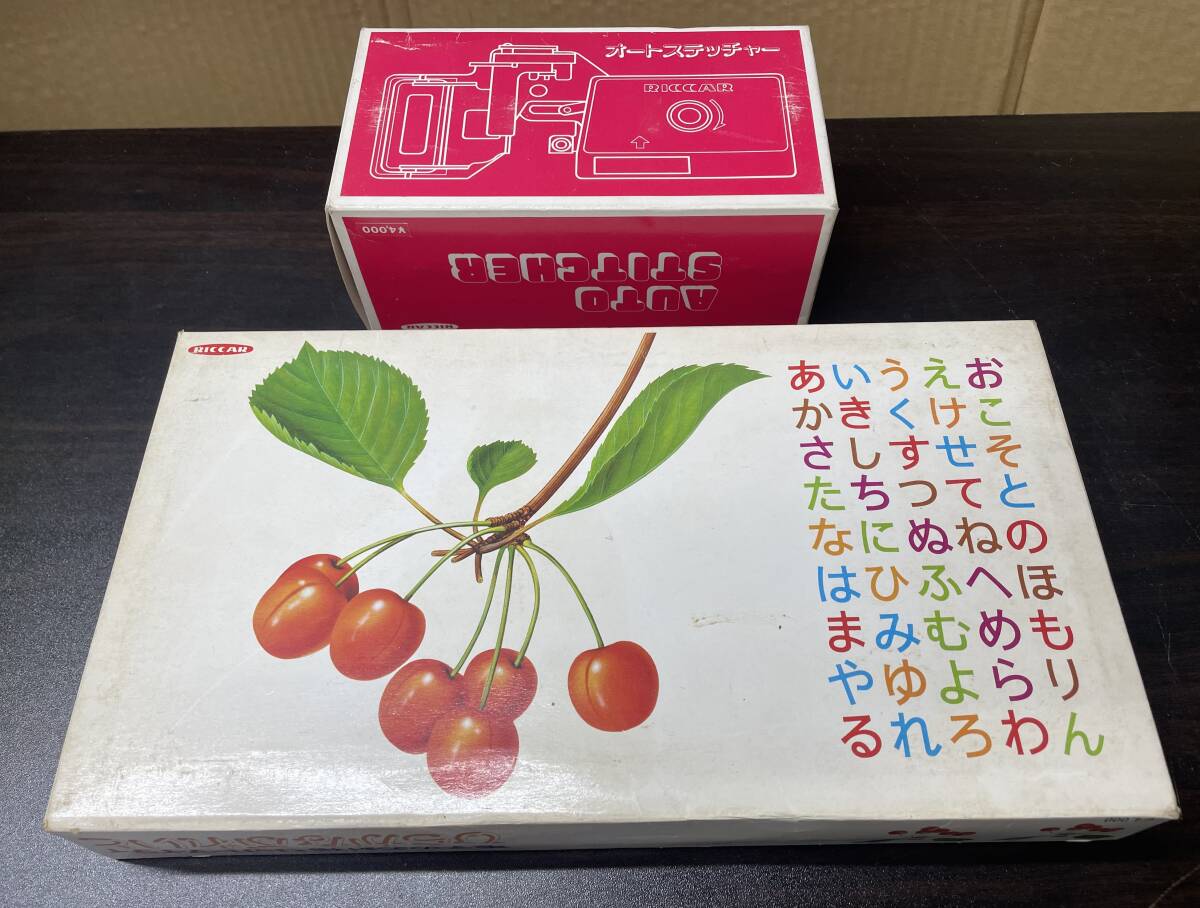 オートステッチャー
RICCAR
¥4,000
AUTO
STITCHER
RICCAR
RICCAR
あいうえお
かきくけこ
さしすせそ
たちつてと
なにぬねの
はひふへほ
まみむめも
やゆよらり
るれろわん